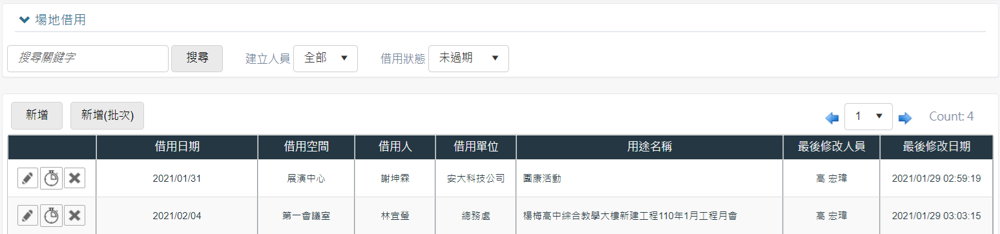 場地借用
搜尋關鍵字 搜尋 建立人員 全部 借用狀態 未過期
新增 新增(批次) 1 Count: 4
借用日期 借用空間 借用人 借用單位 用途名稱 最後修改人員 最後修改日期
2021/01/31 展演中心 謝坤霖 安大科技公司 團康活動 高 宏瑋 2021/01/29 02:59:19
2021/02/04 第一會議室 林宜瑩 總務處 楊梅高中綜合教學大樓新建工程110年1月工程月會 高 宏瑋 2021/01/29 03:03:15